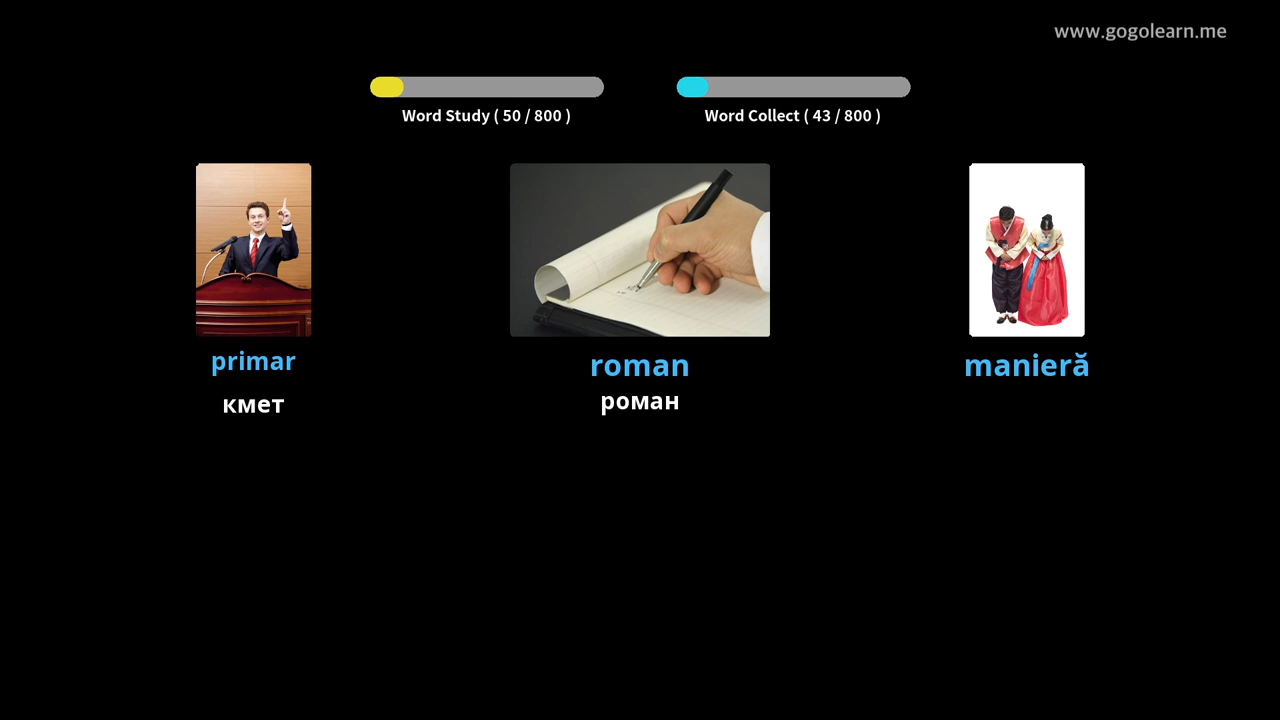 www.gogolearn.me
Word Study ( 50 / 800 )
Word Collect ( 43 / 800 )
primar
кмет
roman
роман
manieră